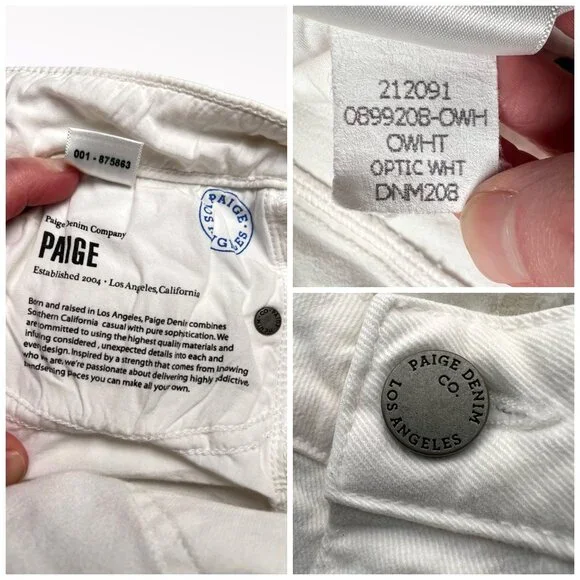 001 - 875863
Paige Denim Company
PAIGE
Established 2004 · Los Angeles, California
Born and raised in Los Angeles, Paige Denim combines
Southern California casual with pure sophistication. We
are committed to using the highest quality materials and
infusing considered, unexpected details into each and
every design. Inspired by a strength that comes from knowing
who we are, we're passionate about delivering highly addictive,
trendsetting pieces you can make all your own.
PAIGE
LOS ANGELES
212091
0899208-OWH
OWHT
OPTIC WHT
DNM208
PAIGE DENIM
CO.
LOS ANGELES